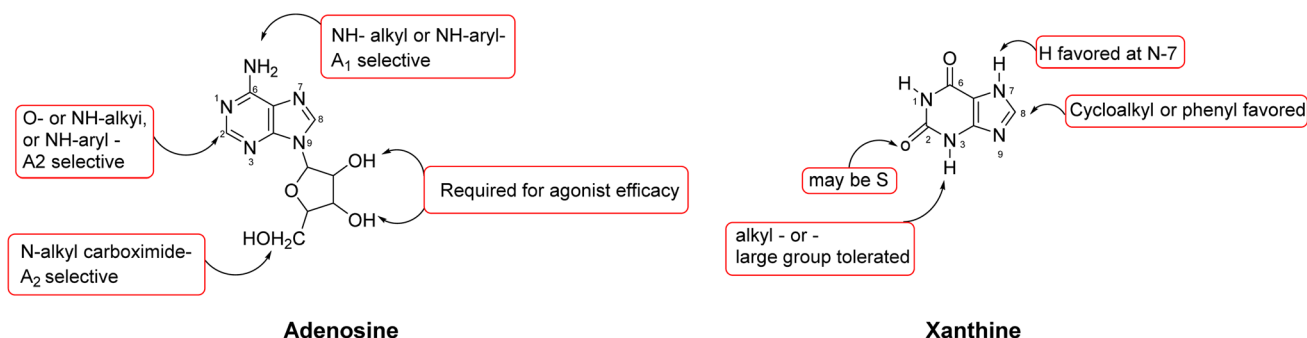 NH- alkyl or NH-aryl-
A₁ selective
NH₂
6
1
N
7
N
8
2
N
3
N
9
O- or NH-alkyi,
or NH-aryl -
A2 selective
OH
O
OH
Required for agonist efficacy
HOH₂C
N-alkyl carboximide-
A₂ selective
Adenosine
H favored at N-7
O
H
H
6
N
7
N
1
8
Cycloalkyl or phenyl favored
2
N
3
N
9
O
H
may be S
alkyl - or -
large group tolerated
Xanthine